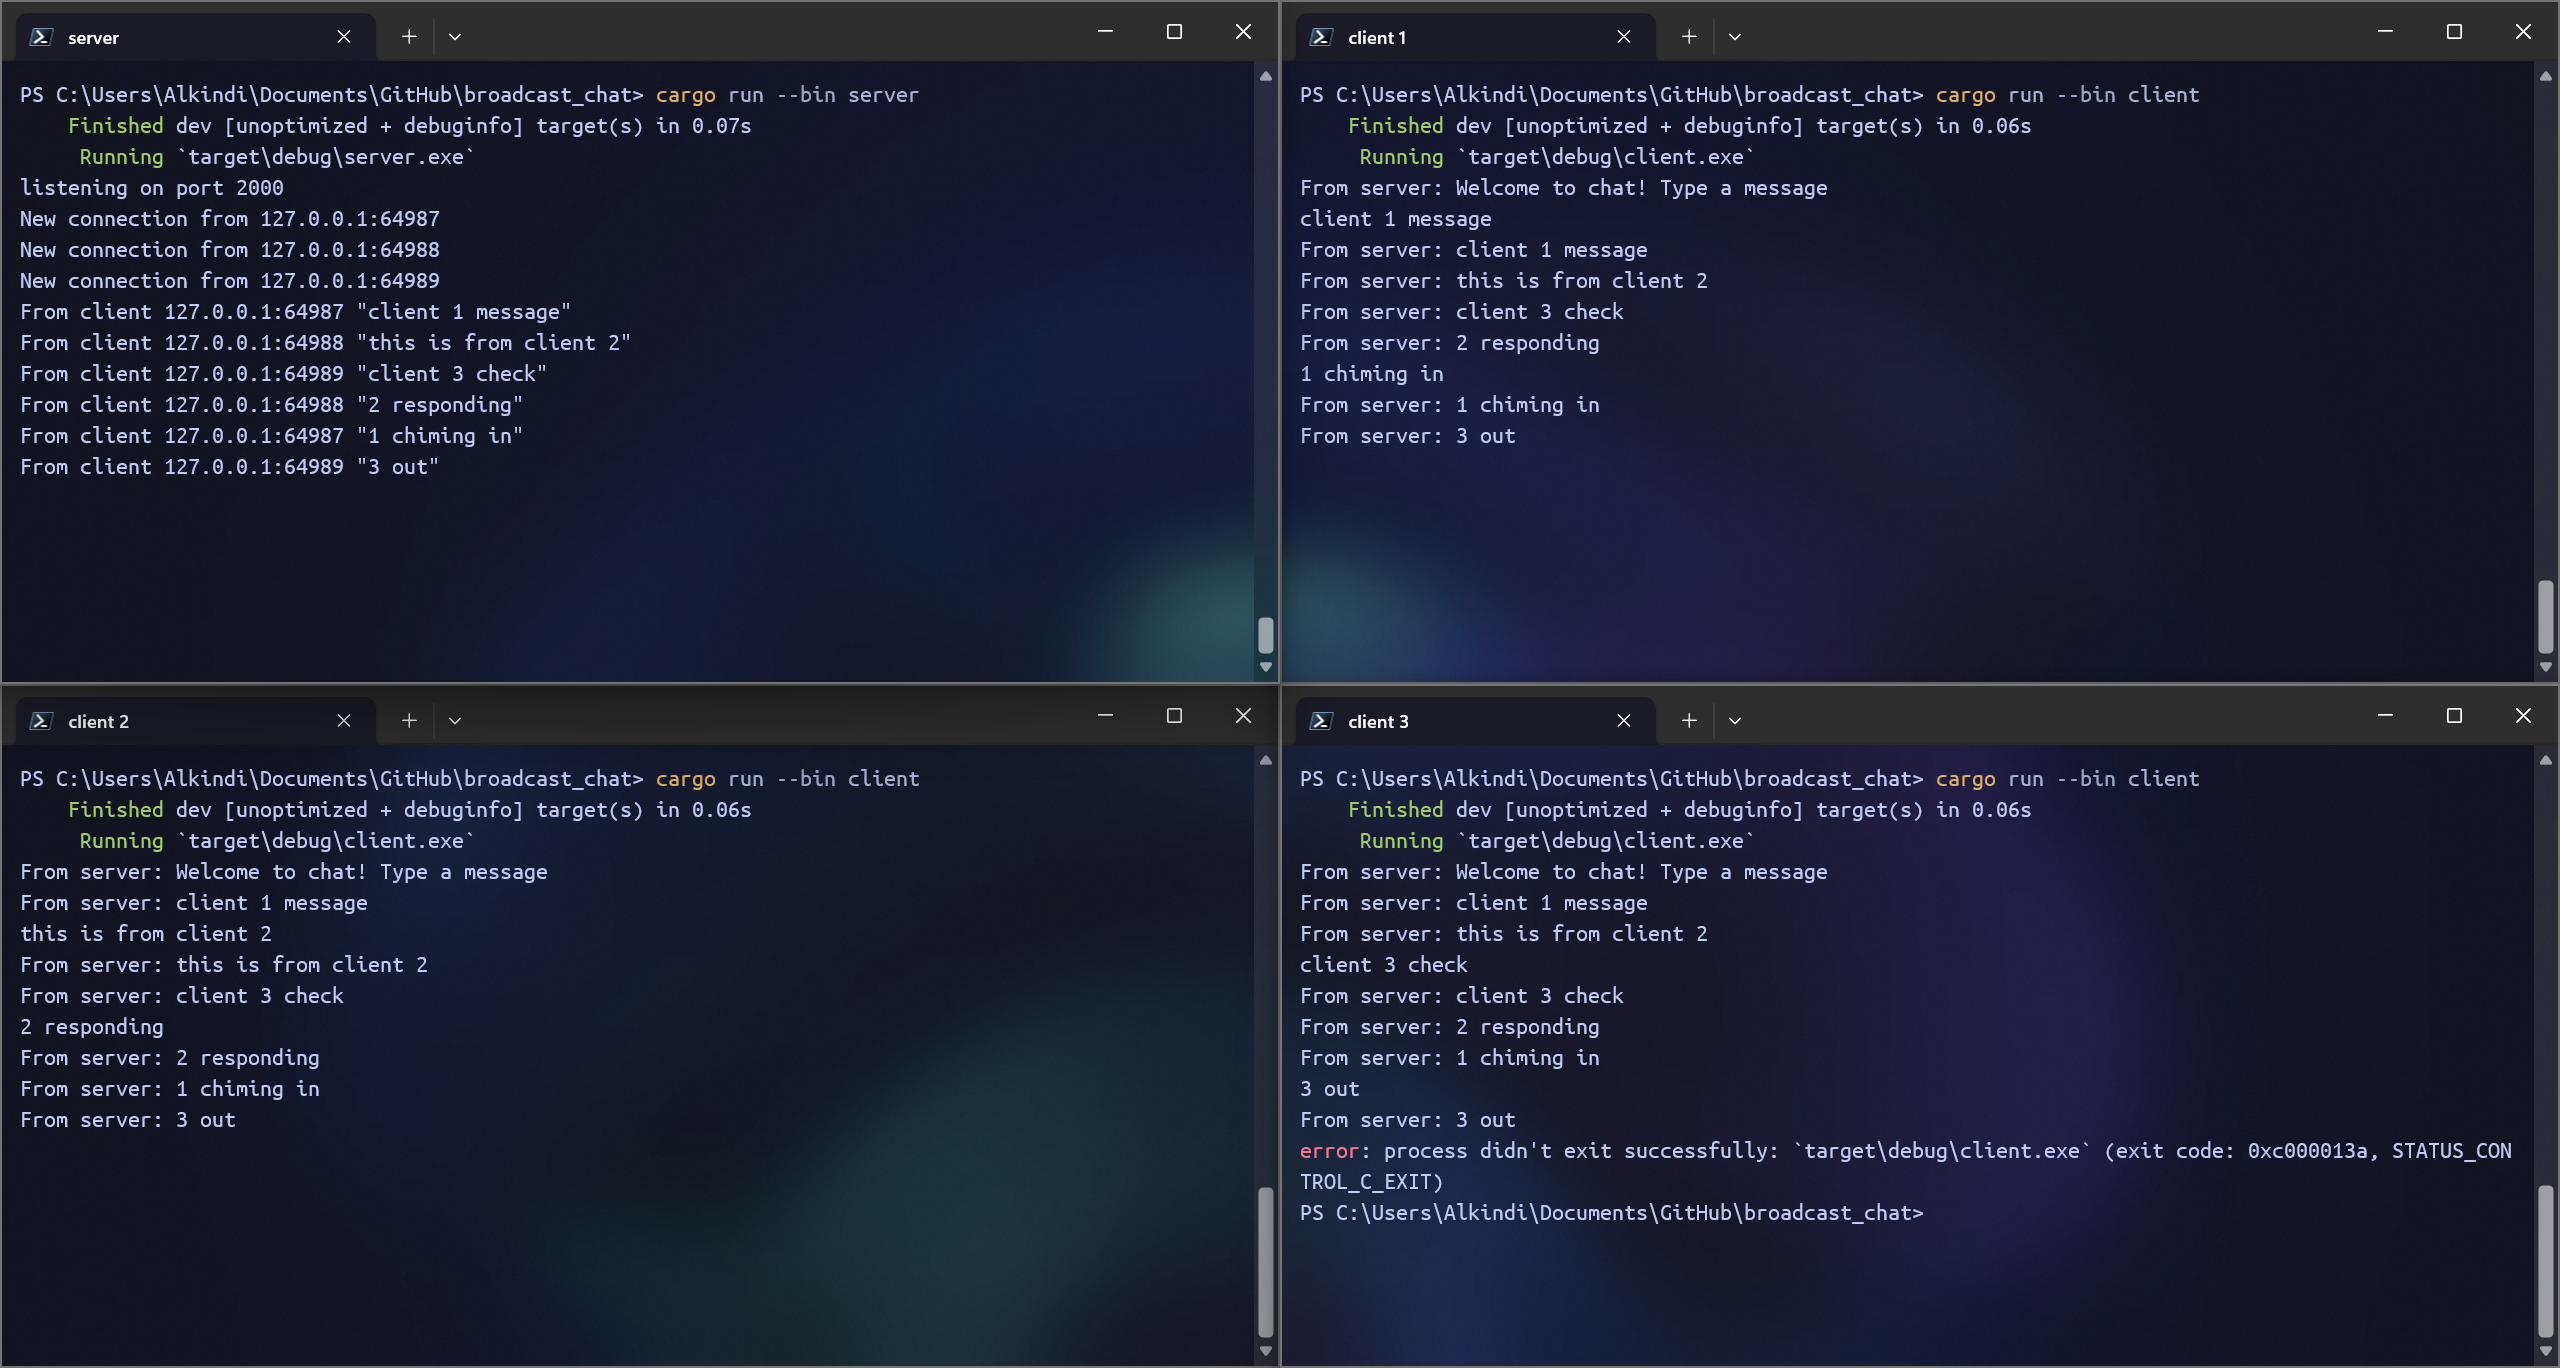 server
PS C:\Users\Alkindi\Documents\GitHub\broadcast_chat> cargo run --bin server
Finished dev [unoptimized + debuginfo] target(s) in 0.07s
Running `target\debug\server.exe`
listening on port 2000
New connection from 127.0.0.1:64987
New connection from 127.0.0.1:64988
New connection from 127.0.0.1:64989
From client 127.0.0.1:64987 "client 1 message"
From client 127.0.0.1:64988 "this is from client 2"
From client 127.0.0.1:64989 "client 3 check"
From client 127.0.0.1:64988 "2 responding"
From client 127.0.0.1:64987 "1 chiming in"
From client 127.0.0.1:64989 "3 out"
client 1
PS C:\Users\Alkindi\Documents\GitHub\broadcast_chat> cargo run --bin client
Finished dev [unoptimized + debuginfo] target(s) in 0.06s
Running `target\debug\client.exe`
From server: Welcome to chat! Type a message
client 1 message
From server: client 1 message
From server: this is from client 2
From server: client 3 check
From server: 2 responding
1 chiming in
From server: 1 chiming in
From server: 3 out
client 2
PS C:\Users\Alkindi\Documents\GitHub\broadcast_chat> cargo run --bin client
Finished dev [unoptimized + debuginfo] target(s) in 0.06s
Running `target\debug\client.exe`
From server: Welcome to chat! Type a message
From server: client 1 message
this is from client 2
From server: this is from client 2
From server: client 3 check
2 responding
From server: 2 responding
From server: 1 chiming in
From server: 3 out
client 3
PS C:\Users\Alkindi\Documents\GitHub\broadcast_chat> cargo run --bin client
Finished dev [unoptimized + debuginfo] target(s) in 0.06s
Running `target\debug\client.exe`
From server: Welcome to chat! Type a message
From server: client 1 message
From server: this is from client 2
client 3 check
From server: client 3 check
From server: 2 responding
From server: 1 chiming in
3 out
From server: 3 out
error: process didn't exit successfully: `target\debug\client.exe` (exit code: 0xc000013a, STATUS_CON
TROL_C_EXIT)
PS C:\Users\Alkindi\Documents\GitHub\broadcast_chat>